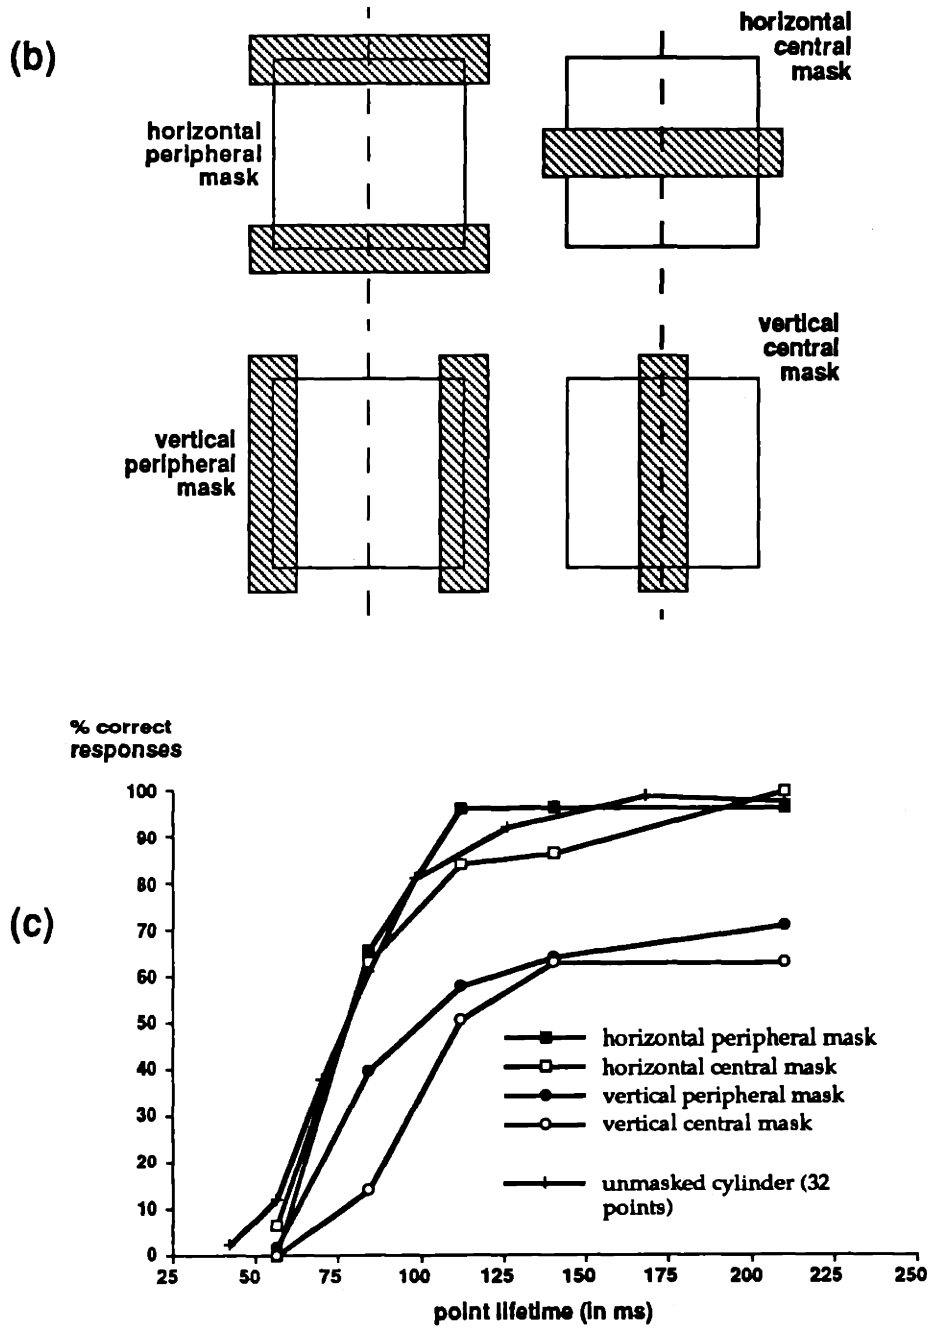 (b)
horizontal
central
mask
horizontal
peripheral
mask
vertical
central
mask
vertical
peripheral
mask
% correct
responses
(c)
100
90
80
70
60
50
40
30
20
10
0
25
50
75
100
125
150
175
200
225
250
point lifetime (in ms)
horizontal peripheral mask
horizontal central mask
vertical peripheral mask
vertical central mask
unmasked cylinder (32
points)